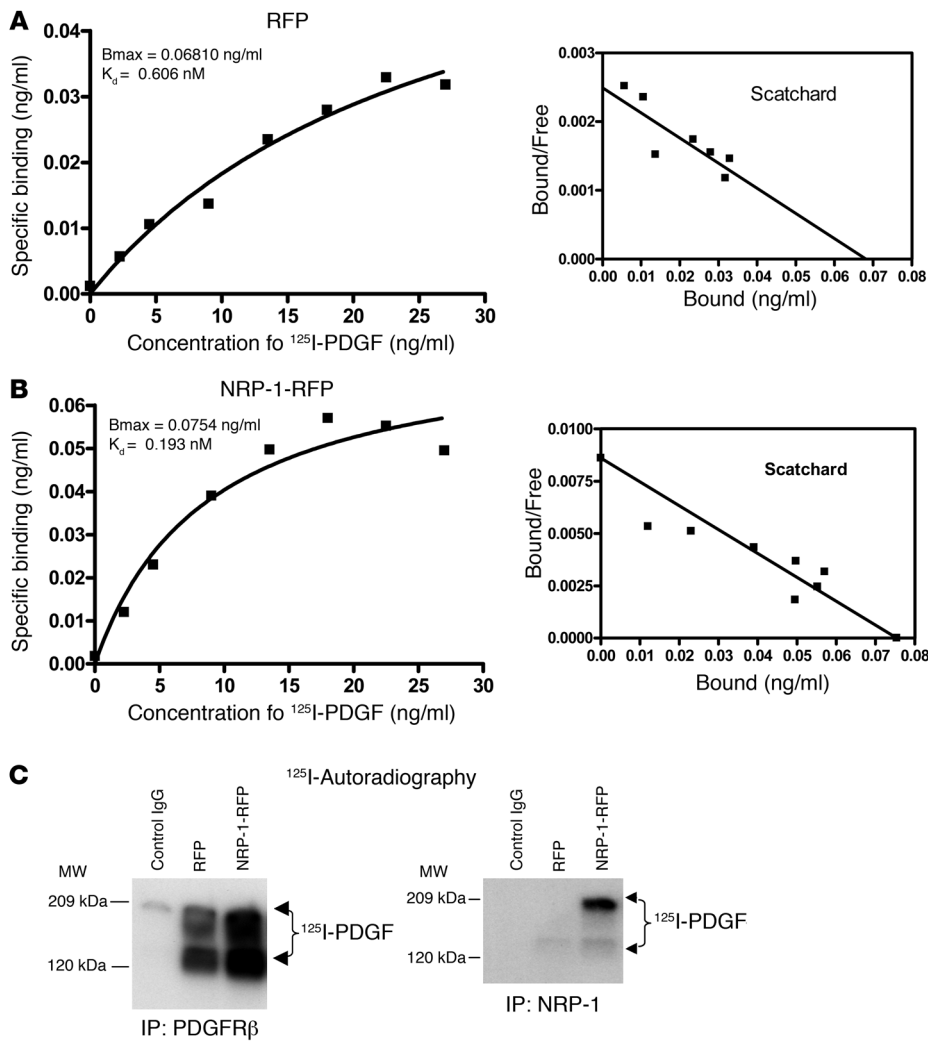 A
RFP
Bmax = 0.06810 ng/ml
Kd = 0.606 nM
Specific binding (ng/ml)
0.04
0.03
0.02
0.01
0.00
0 5 10 15 20 25 30
Concentration fo 125I-PDGF (ng/ml)
Scatchard
Bound/Free
0.003
0.002
0.001
0.000
0.00 0.01 0.02 0.03 0.04 0.05 0.06 0.07 0.08
Bound (ng/ml)
B
NRP-1-RFP
Bmax = 0.0754 ng/ml
Kd = 0.193 nM
Specific binding (ng/ml)
0.06
0.05
0.04
0.03
0.02
0.01
0.00
0 5 10 15 20 25 30
Concentration fo 125I-PDGF (ng/ml)
Scatchard
Bound/Free
0.0100
0.0075
0.0050
0.0025
0.0000
0.00 0.01 0.02 0.03 0.04 0.05 0.06 0.07 0.08
Bound (ng/ml)
C
125I-Autoradiography
Control IgG
RFP
NRP-1-RFP
MW
209 kDa
120 kDa
125I-PDGF
IP: PDGFRβ
Control IgG
RFP
NRP-1-RFP
MW
209 kDa
120 kDa
125I-PDGF
IP: NRP-1